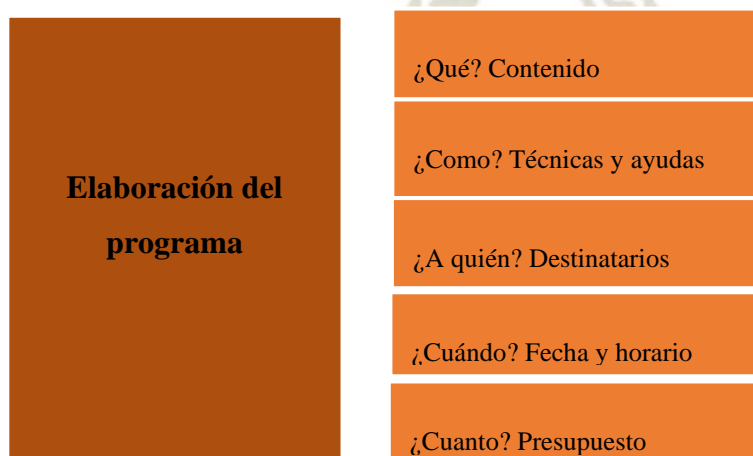 Elaboración del
programa
¿Qué? Contenido
¿Como? Técnicas y ayudas
¿A quién? Destinatarios
¿Cuándo? Fecha y horario
¿Cuanto? Presupuesto